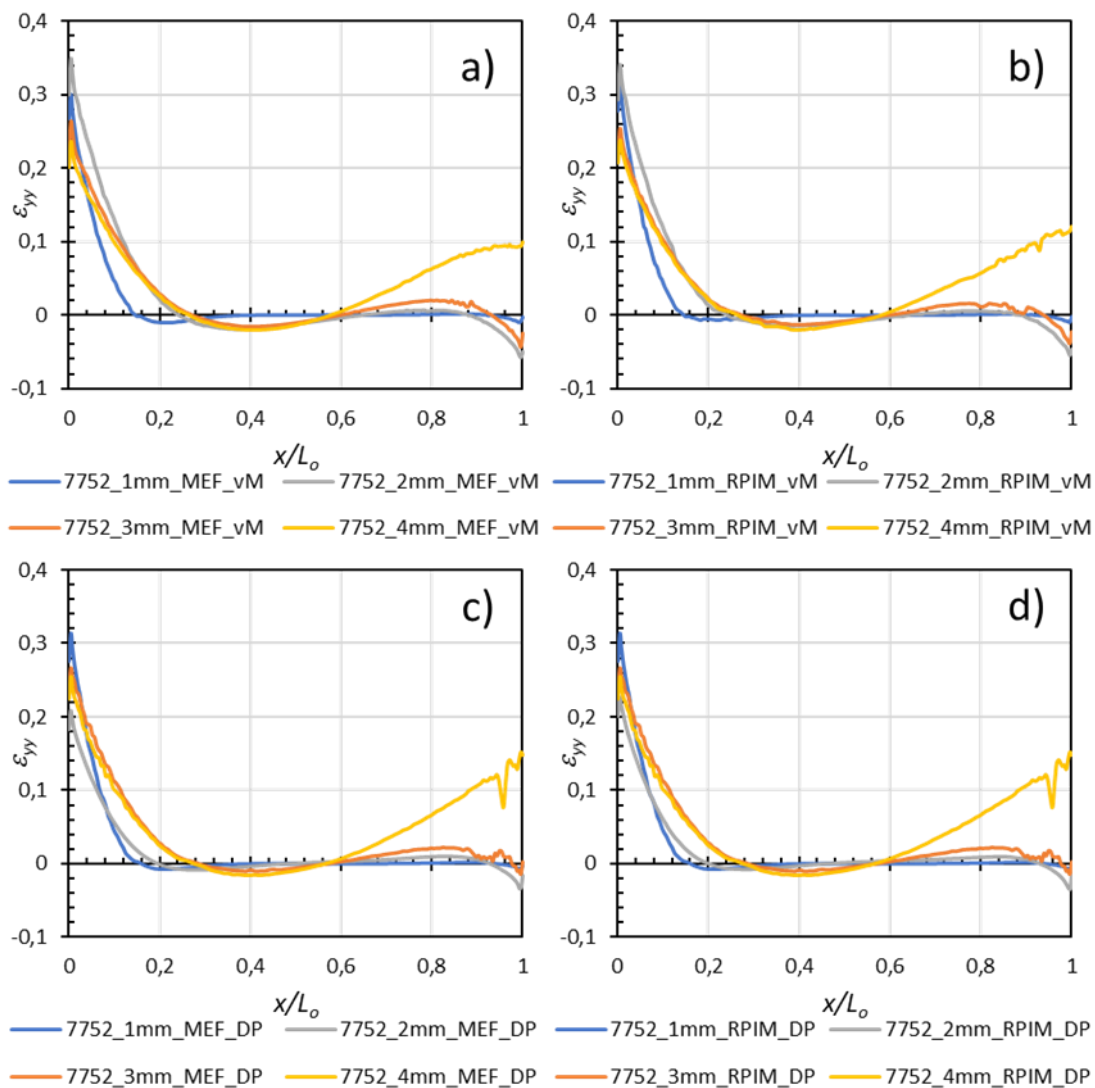 0,4
a)
0,3
0,2
εyy
0,1
0
-0,1
0 0,2 0,4 0,6 0,8 1
x/Lo
7752_1mm_MEF_vM 7752_2mm_MEF_vM
7752_3mm_MEF_vM 7752_4mm_MEF_vM
0,4
b)
0,3
0,2
εyy
0,1
0
-0,1
0 0,2 0,4 0,6 0,8 1
x/Lo
7752_1mm_RPIM_vM 7752_2mm_RPIM_vM
7752_3mm_RPIM_vM 7752_4mm_RPIM_vM
0,4
c)
0,3
0,2
εyy
0,1
0
-0,1
0 0,2 0,4 0,6 0,8 1
x/Lo
7752_1mm_MEF_DP 7752_2mm_MEF_DP
7752_3mm_MEF_DP 7752_4mm_MEF_DP
0,4
d)
0,3
0,2
εyy
0,1
0
-0,1
0 0,2 0,4 0,6 0,8 1
x/Lo
7752_1mm_RPIM_DP 7752_2mm_RPIM_DP
7752_3mm_RPIM_DP 7752_4mm_RPIM_DP